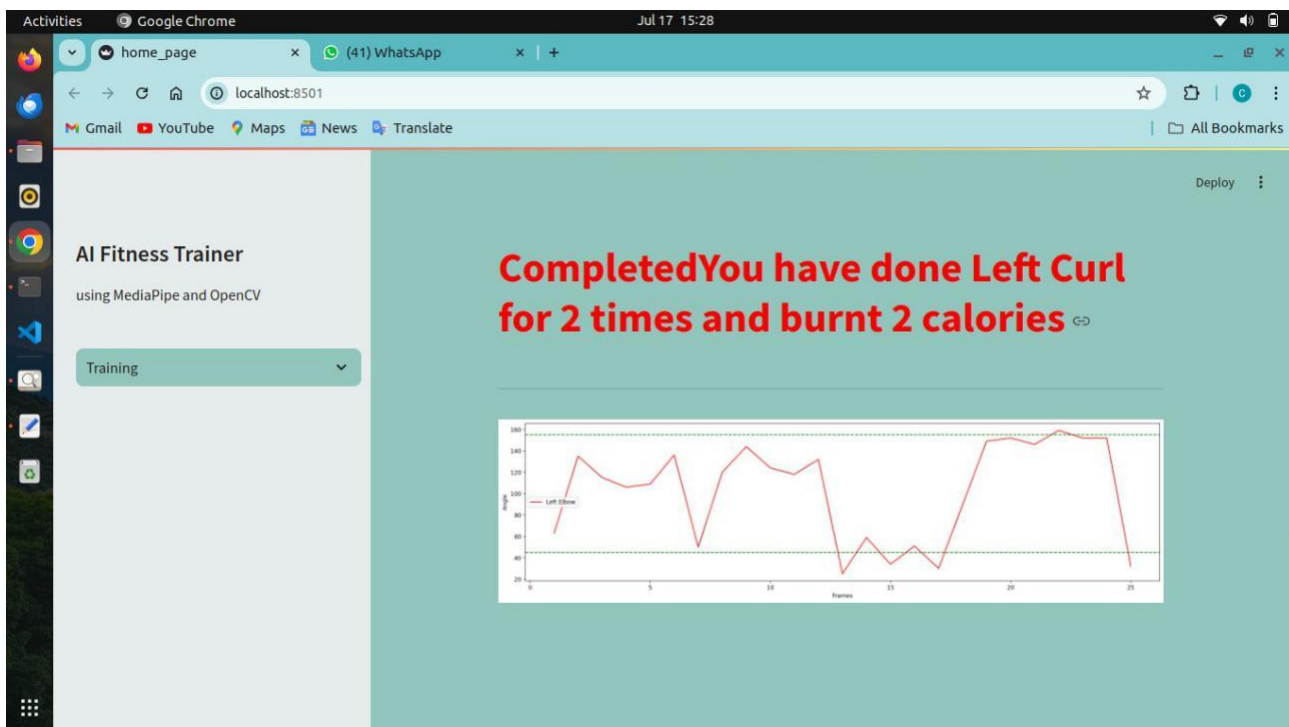 Activities Google Chrome Jul 17 15:28
home_page (41) WhatsApp
localhost:8501
Gmail YouTube Maps News Translate All Bookmarks
Deploy
AI Fitness Trainer
using MediaPipe and OpenCV
Training
CompletedYou have done Left Curl
for 2 times and burnt 2 calories
160
140
120
100
80
60
40
20
Angle
Left Elbow
0 5 10 15 20 25
Frames